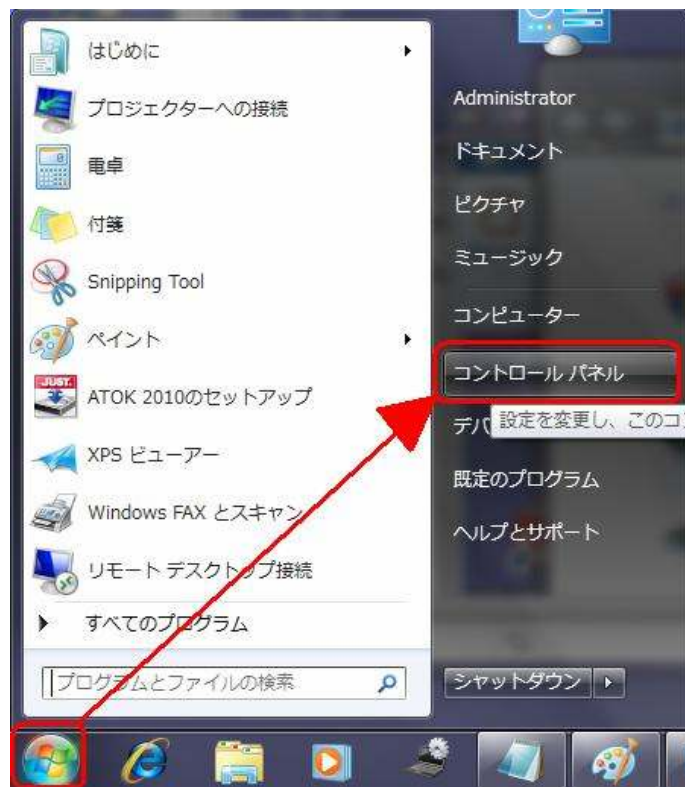 はじめに
プロジェクターへの接続
電卓
付箋
Snipping Tool
ペイント
JUST.
ATOK 2010のセットアップ
XPS ビューアー
Windows FAX とスキャン
リモート デスクトップ接続
すべてのプログラム
プログラムとファイルの検索
Administrator
ドキュメント
ピクチャ
ミュージック
コンピューター
コントロール パネル
デバ
設定を変更し、このコン
既定のプログラム
ヘルプとサポート
シャットダウン